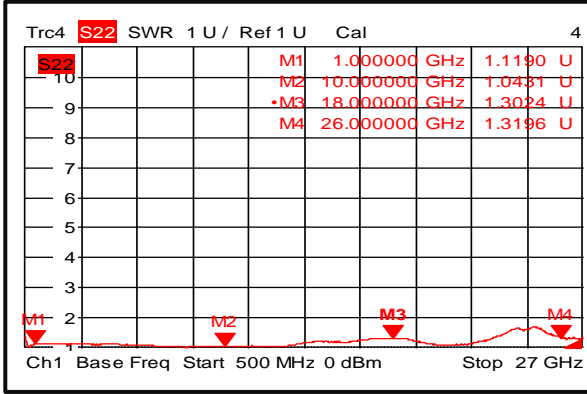 Trc4 S22 SWR 1 U / Ref 1 U Cal 4
S22
M1 1.000000 GHz 1.1190 U
10
M2 10.000000 GHz 1.0431 U
•M3 18.000000 GHz 1.3024 U
9
M4 26.000000 GHz 1.3196 U
8
7
6
5
4
3
2
M1 M2 M3 M4
1
Ch1 Base Freq Start 500 MHz 0 dBm Stop 27 GHz